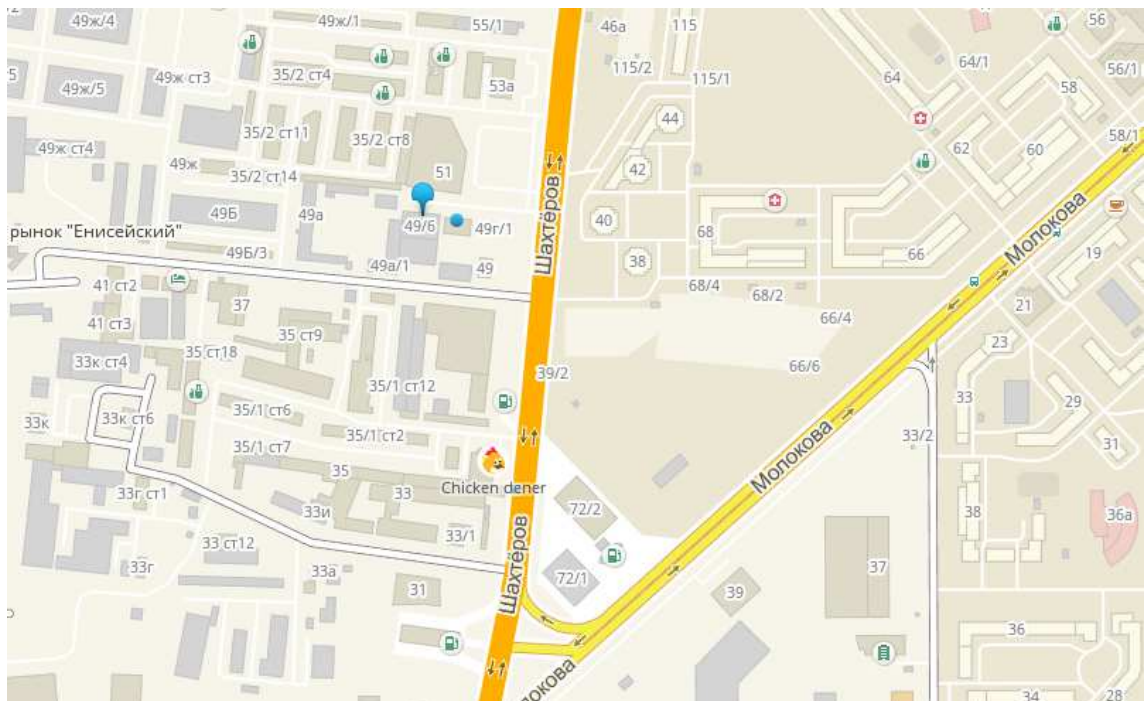 49ж/4
49ж/1
55/1
46а
115
56
115/2
115/1
64
64/1
56/1
49ж/5
49ж ст3
35/2 ст4
53а
58
44
58/1
35/2 ст11
35/2 ст8
62
60
49ж ст4
49ж
51
42
35/2 ст14
Шахтёров
49Б
49а
49/6
49г/1
40
68
66
Молокова
19
рынок "Енисейский"
49Б/3
49а/1
49
38
68/4
68/2
41 ст2
37
66/4
21
41 ст3
35 ст9
23
33к ст4
35 ст18
39/2
66/6
35/1 ст12
33
29
33к
33к ст6
35/1 ст6
35/1 ст2
33/2
31
35/1 ст7
35
Молокова
Chicken dener
33г ст1
33
33и
72/2
38
36а
33/1
33 ст12
Шахтёров
33г
33а
72/1
37
31
39
36
Молокова
34
28